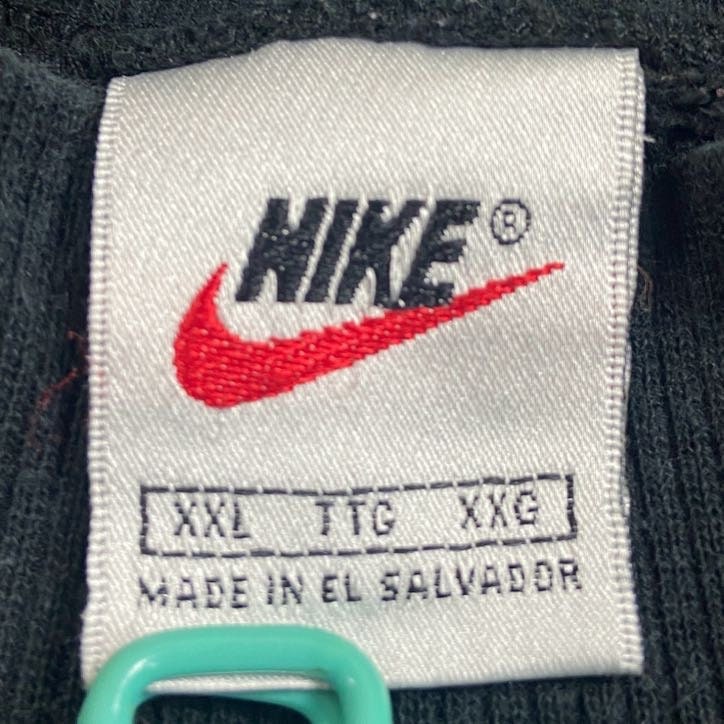 NIKE®
XXL TTG XXG
MADE IN EL SALVADOR